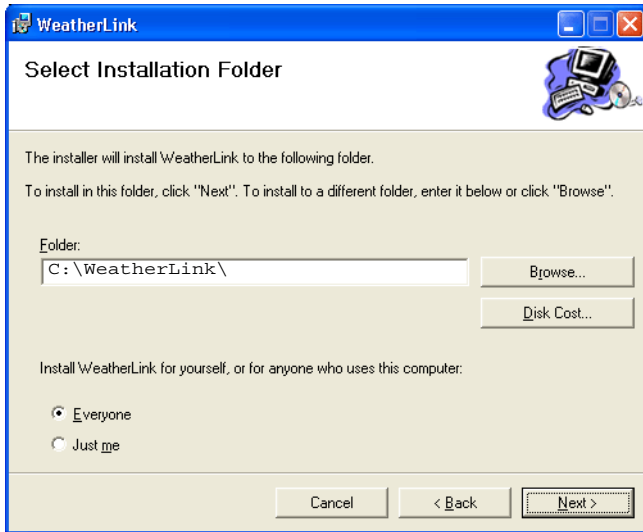 WeatherLink
Select Installation Folder
The installer will install WeatherLink to the following folder.
To install in this folder, click "Next". To install to a different folder, enter it below or click "Browse".
Folder:
C:\WeatherLink\
Browse...
Disk Cost...
Install WeatherLink for yourself, or for anyone who uses this computer:
Everyone
Just me
Cancel
< Back
Next >